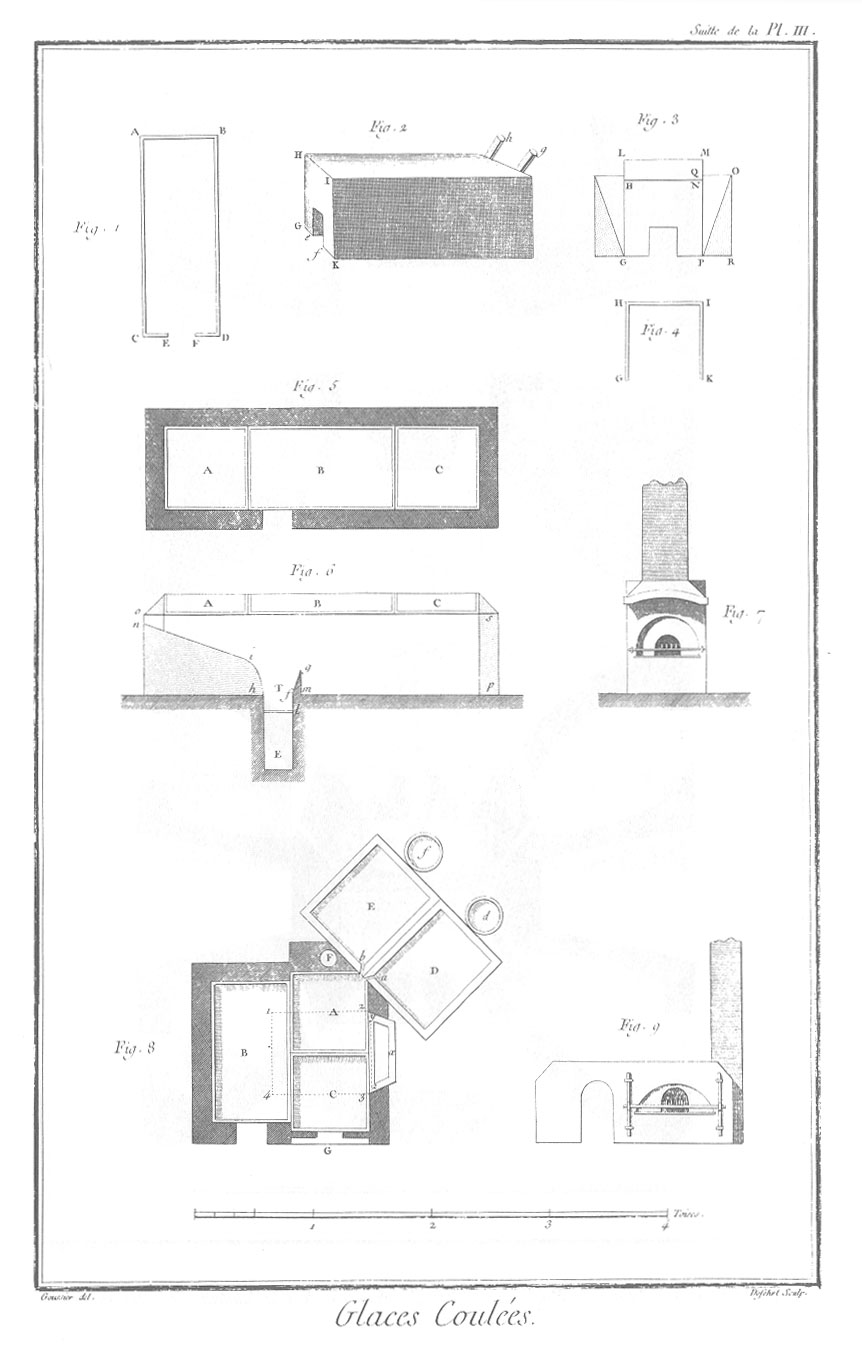 Suitte de la Pl. III.
Fig. 1
A B
C E F D
Fig. 2
H I G e f K h g
Fig. 3
L M
Q O
H N
G P R
Fig. 4
H I
G K
Fig. 5
A B C
Fig. 6
o A B C s
n i g
h T f m p
l
E
Fig. 7
Fig. 8
f
E d
F b a D
1 A 2
B a
4 C 3
G
Fig. 9
1 2 3 4 Toises.
Goussier del.
Defehrt Sculp.
Glaces Coulées.